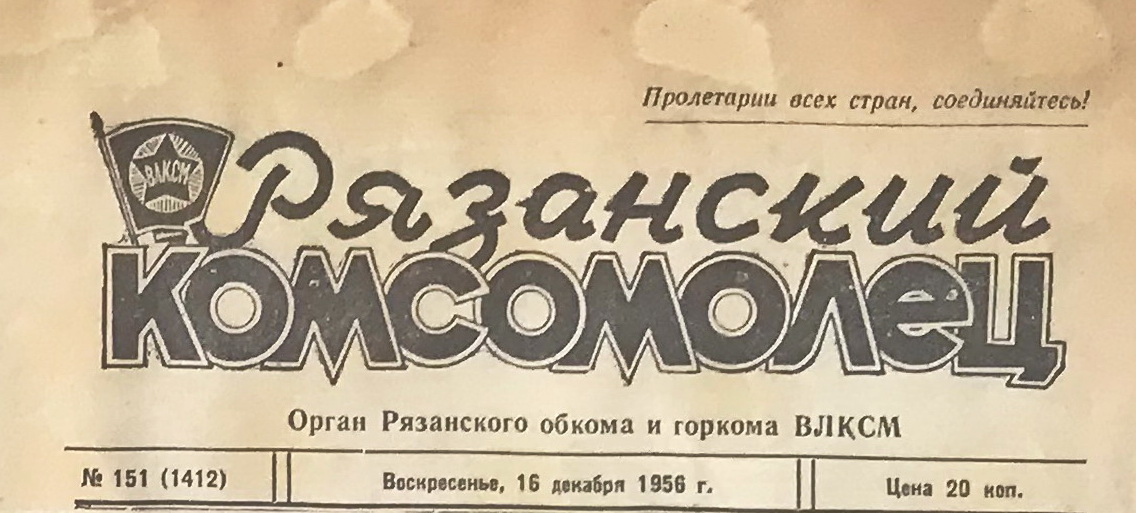 Пролетарии всех стран, соединяйтесь!
ВЛКСМ
Рязанский
КОМСОМОЛец
Орган Рязанского обкома и горкома ВЛКСМ
№ 151 (1412)
Воскресенье, 16 декабря 1956 г.
Цена 20 коп.